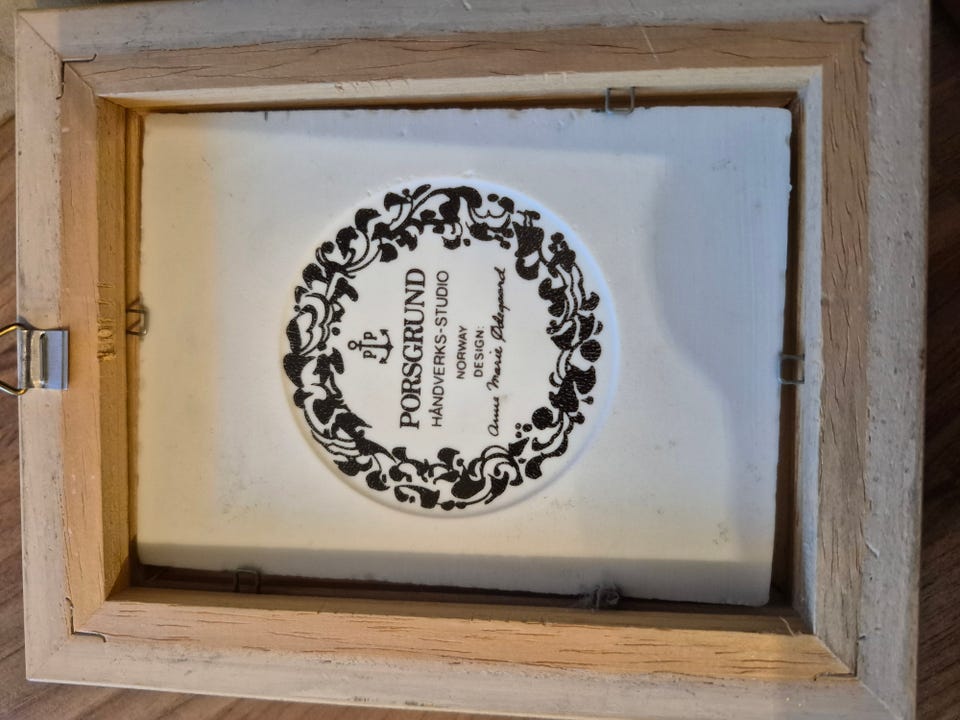 PP
PORSGRUND
HÅNDVERKS-STUDIO
NORWAY
DESIGN:
Anne Marie Ødegaard